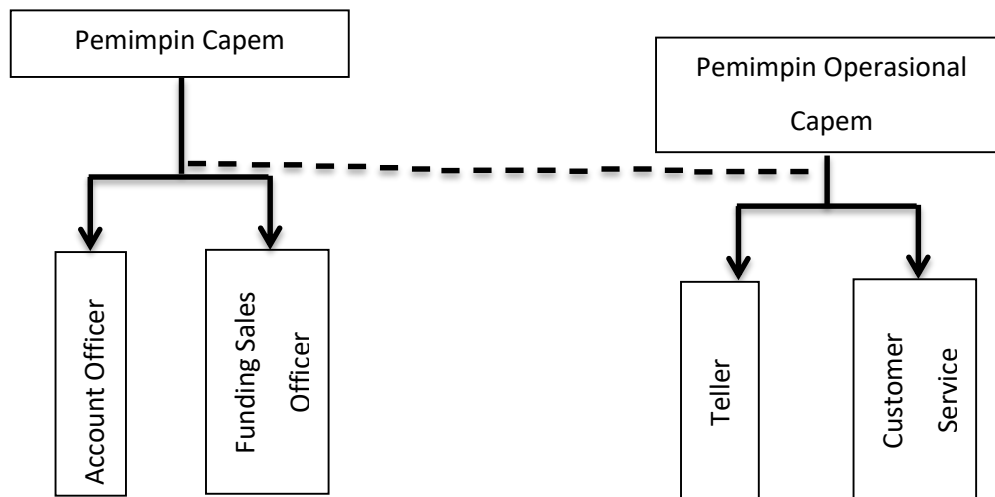 Pemimpin Capem
Pemimpin Operasional
Capem
Account Officer
Funding Sales
Officer
Teller
Customer
Service